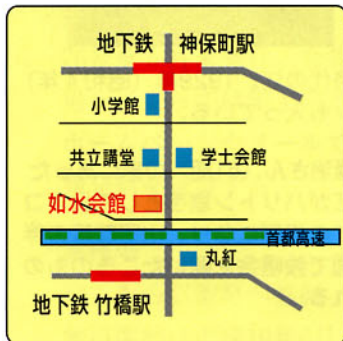 地下鉄 神保町駅
小学館
共立講堂 学士会館
如水会館
首都高速
丸紅
地下鉄 竹橋駅